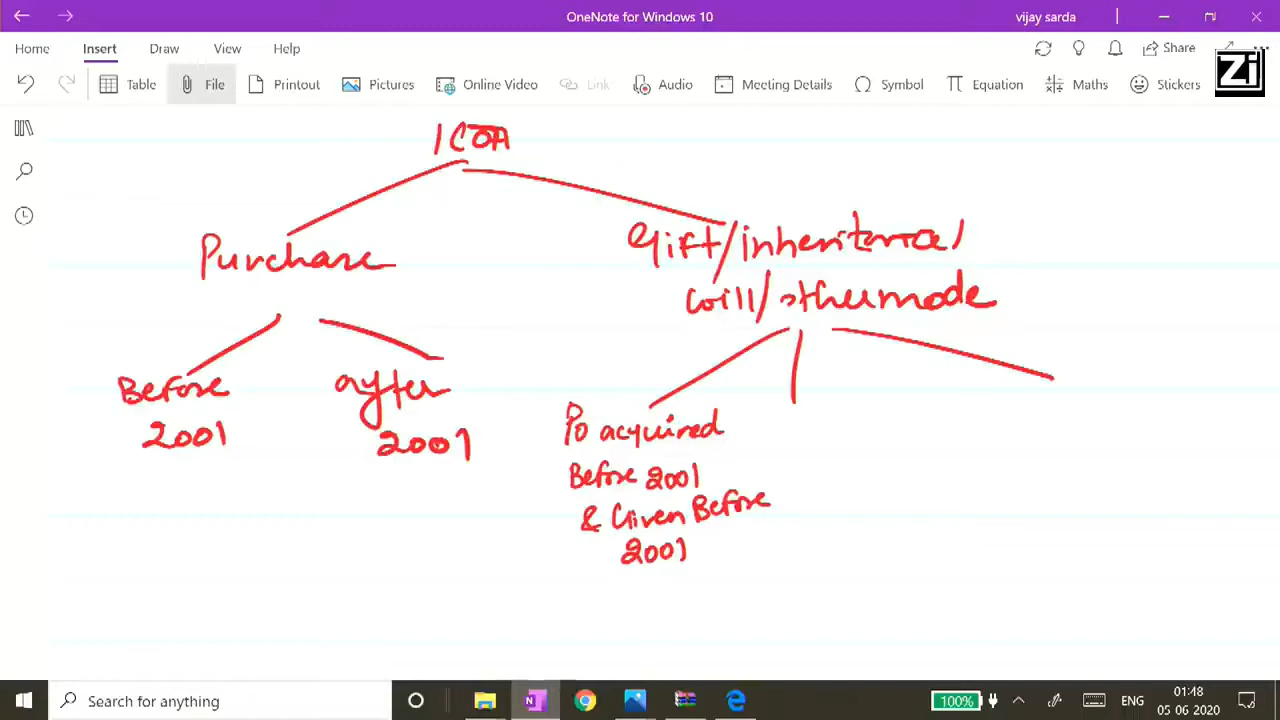 OneNote for Windows 10
vijay sarda
Home Insert Draw View Help
Share
Table File Printout Pictures Online Video Link Audio Meeting Details Symbol Equation Maths Stickers
Zi
ICOA
Purchase
Gift/inheritance/
will/othermode
Before
2001
after
2001
Po acquired
Before 2001
& Given Before
2001
Search for anything
100%
ENG
01:48
05-06-2020